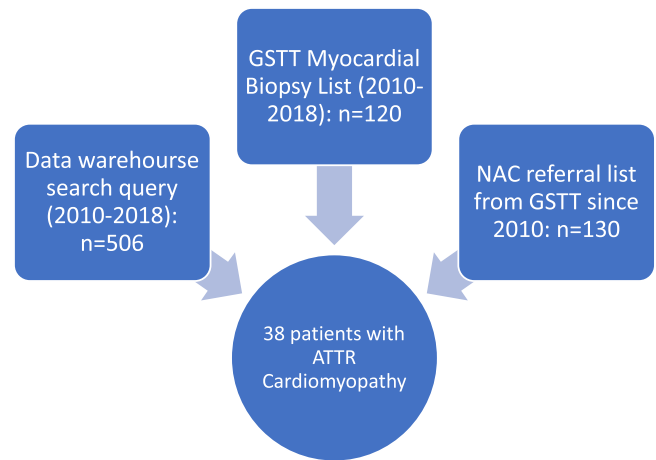 GSTT Myocardial
Biopsy List (2010-
2018): n=120
Data warehourse
search query
(2010-2018):
n=506
NAC referral list
from GSTT since
2010: n=130
38 patients with
ATTR
Cardiomyopathy